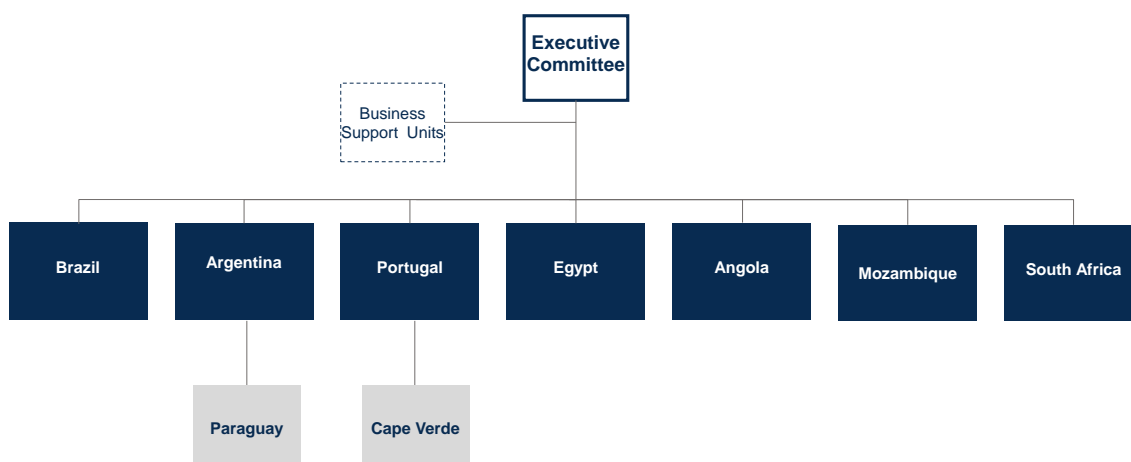 Executive
Committee
Business
Support Units
Brazil
Argentina
Portugal
Egypt
Angola
Mozambique
South Africa
Paraguay
Cape Verde